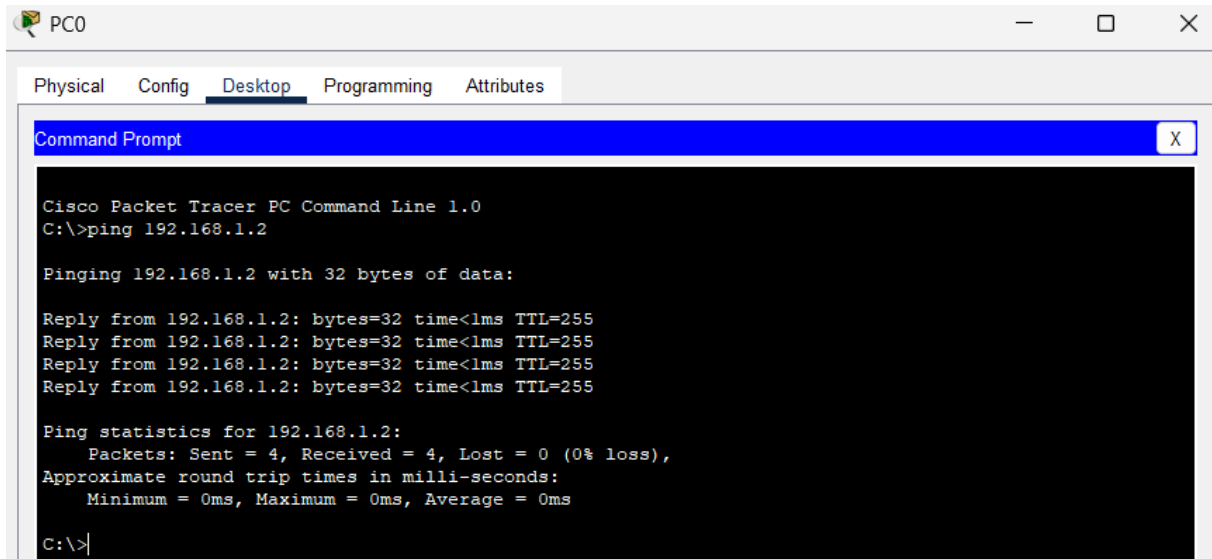 PC0
Physical Config Desktop Programming Attributes
Command Prompt X
Cisco Packet Tracer PC Command Line 1.0
C:\>ping 192.168.1.2
Pinging 192.168.1.2 with 32 bytes of data:
Reply from 192.168.1.2: bytes=32 time<1ms TTL=255
Reply from 192.168.1.2: bytes=32 time<1ms TTL=255
Reply from 192.168.1.2: bytes=32 time<1ms TTL=255
Reply from 192.168.1.2: bytes=32 time<1ms TTL=255
Ping statistics for 192.168.1.2:
Packets: Sent = 4, Received = 4, Lost = 0 (0% loss),
Approximate round trip times in milli-seconds:
Minimum = 0ms, Maximum = 0ms, Average = 0ms
C:\>